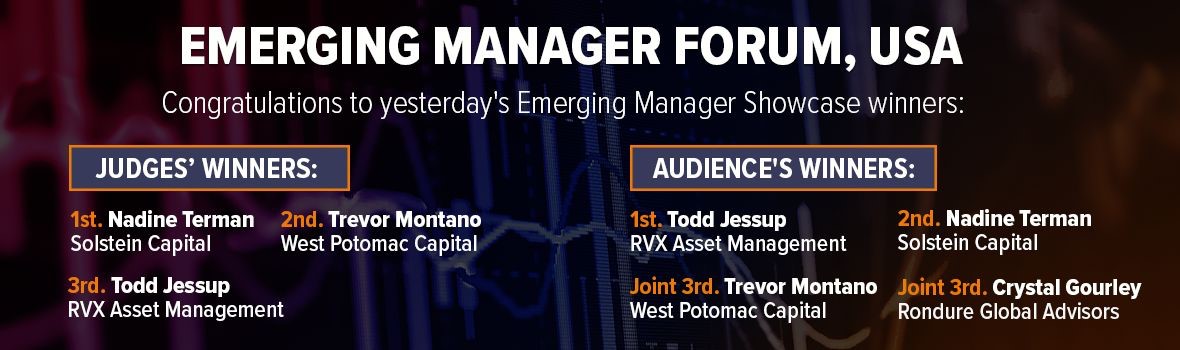 EMERGING MANAGER FORUM, USA
Congratulations to yesterday's Emerging Manager Showcase winners:
JUDGES’ WINNERS:
1st. Nadine Terman
Solstein Capital
2nd. Trevor Montano
West Potomac Capital
3rd. Todd Jessup
RVX Asset Management
AUDIENCE'S WINNERS:
1st. Todd Jessup
RVX Asset Management
2nd. Nadine Terman
Solstein Capital
Joint 3rd. Trevor Montano
West Potomac Capital
Joint 3rd. Crystal Gourley
Rondure Global Advisors